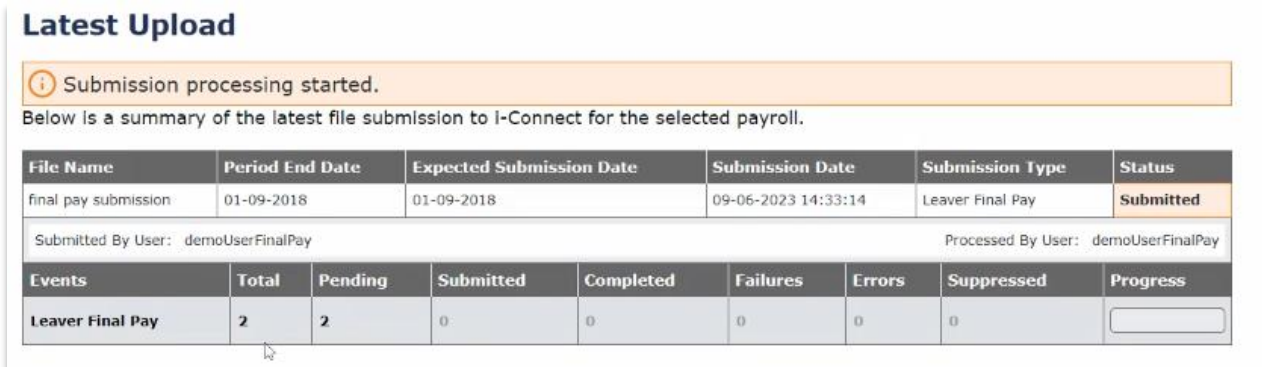 Latest Upload
Submission processing started.
Below is a summary of the latest file submission to i-Connect for the selected payroll.
File Name Period End Date Expected Submission Date Submission Date Submission Type Status
final pay submission 01-09-2018 01-09-2018 09-06-2023 14:33:14 Leaver Final Pay Submitted
Submitted By User: demoUserFinalPay Processed By User: demoUserFinalPay
Events Total Pending Submitted Completed Failures Errors Suppressed Progress
Leaver Final Pay 2 2 0 0 0 0 0